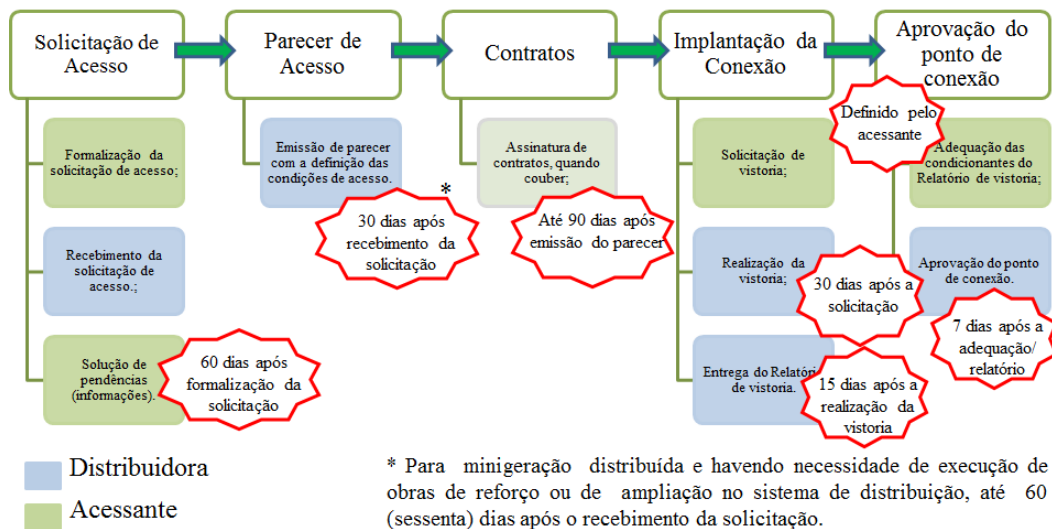 Solicitação de
Acesso
Parecer de
Acesso
Contratos
Implantação da
Conexão
Aprovação do
ponto de
conexão
Formalização da
solicitação de acesso;
Recebimento da
solicitação de
acesso.;
Solução de
pendências
(informações).
60 dias após
formalização da
solicitação
Emissão de parecer
com a definição das
condições de acesso.
*
30 dias após
recebimento da
solicitação
Assinatura de
contratos, quando
couber;
Até 90 dias após
emissão do parecer
Solicitação de
vistoria;
Realização da
vistoria;
30 dias após a
solicitação
Entrega do Relatório
de vistoria.
15 dias após a
realização da
vistoria
Definido pelo
acessante
Adequação das
condicionantes do
Relatório de vistoria;
Aprovação do ponto
de conexão.
7 dias após a
adequação/
relatório
Distribuidora
Acessante
* Para minigeração distribuída e havendo necessidade de execução de
obras de reforço ou de ampliação no sistema de distribuição, até 60
(sessenta) dias após o recebimento da solicitação.